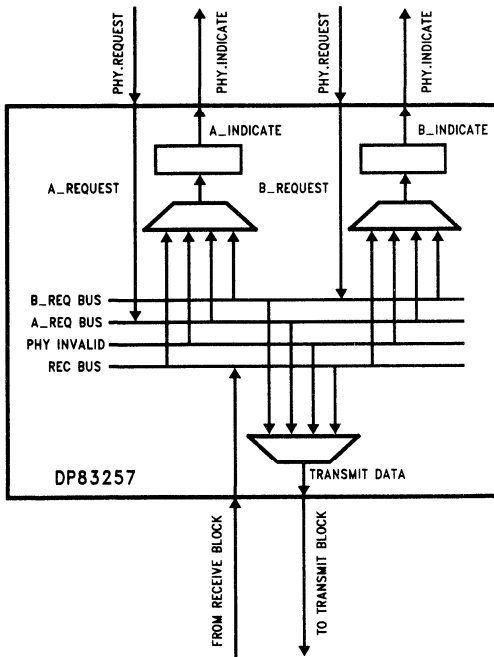 PHY.REQUEST
PHY.INDICATE
PHY.REQUEST
PHY.INDICATE
A_INDICATE
B_INDICATE
A_REQUEST
B_REQUEST
B_REQ BUS
A_REQ BUS
PHY INVALID
REC BUS
TRANSMIT DATA
DP83257
FROM RECEIVE BLOCK
TO TRANSMIT BLOCK